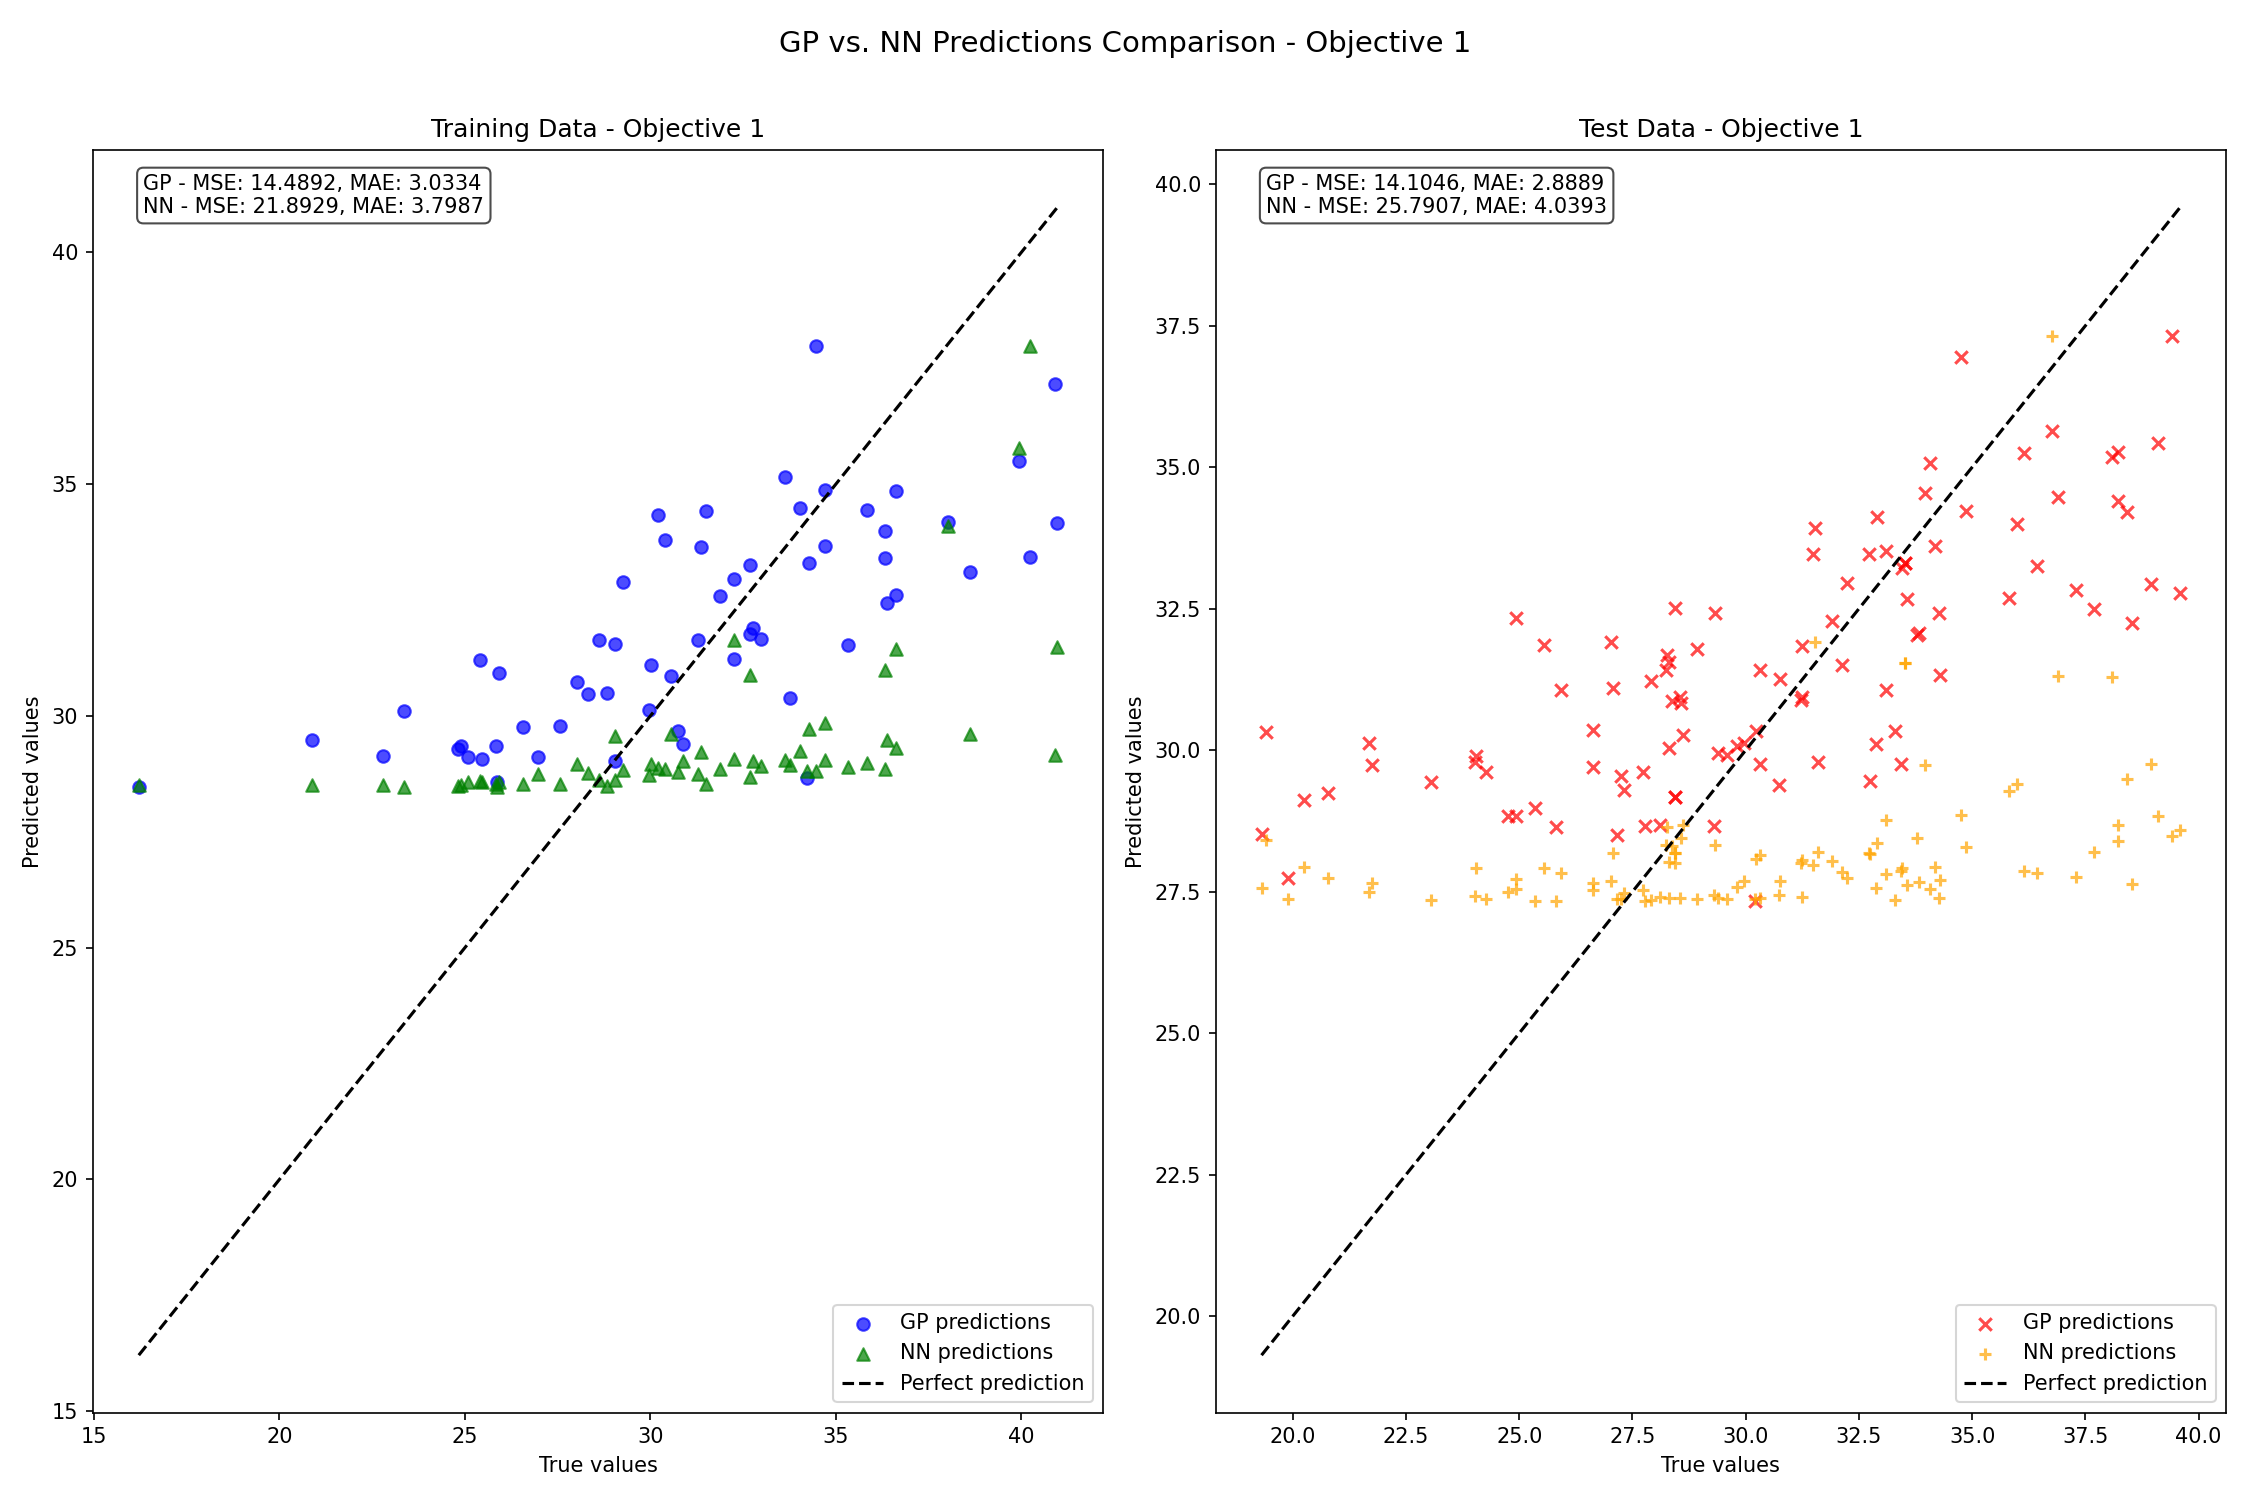 GP vs. NN Predictions Comparison - Objective 1
Training Data - Objective 1
GP - MSE: 14.4892, MAE: 3.0334
NN - MSE: 21.8929, MAE: 3.7987
40
35
30
25
20
15
Predicted values
15
20
25
30
35
40
True values
GP predictions
NN predictions
Perfect prediction
Test Data - Objective 1
GP - MSE: 14.1046, MAE: 2.8889
NN - MSE: 25.7907, MAE: 4.0393
40.0
37.5
35.0
32.5
30.0
27.5
25.0
22.5
20.0
Predicted values
20.0
22.5
25.0
27.5
30.0
32.5
35.0
37.5
40.0
True values
GP predictions
NN predictions
Perfect prediction